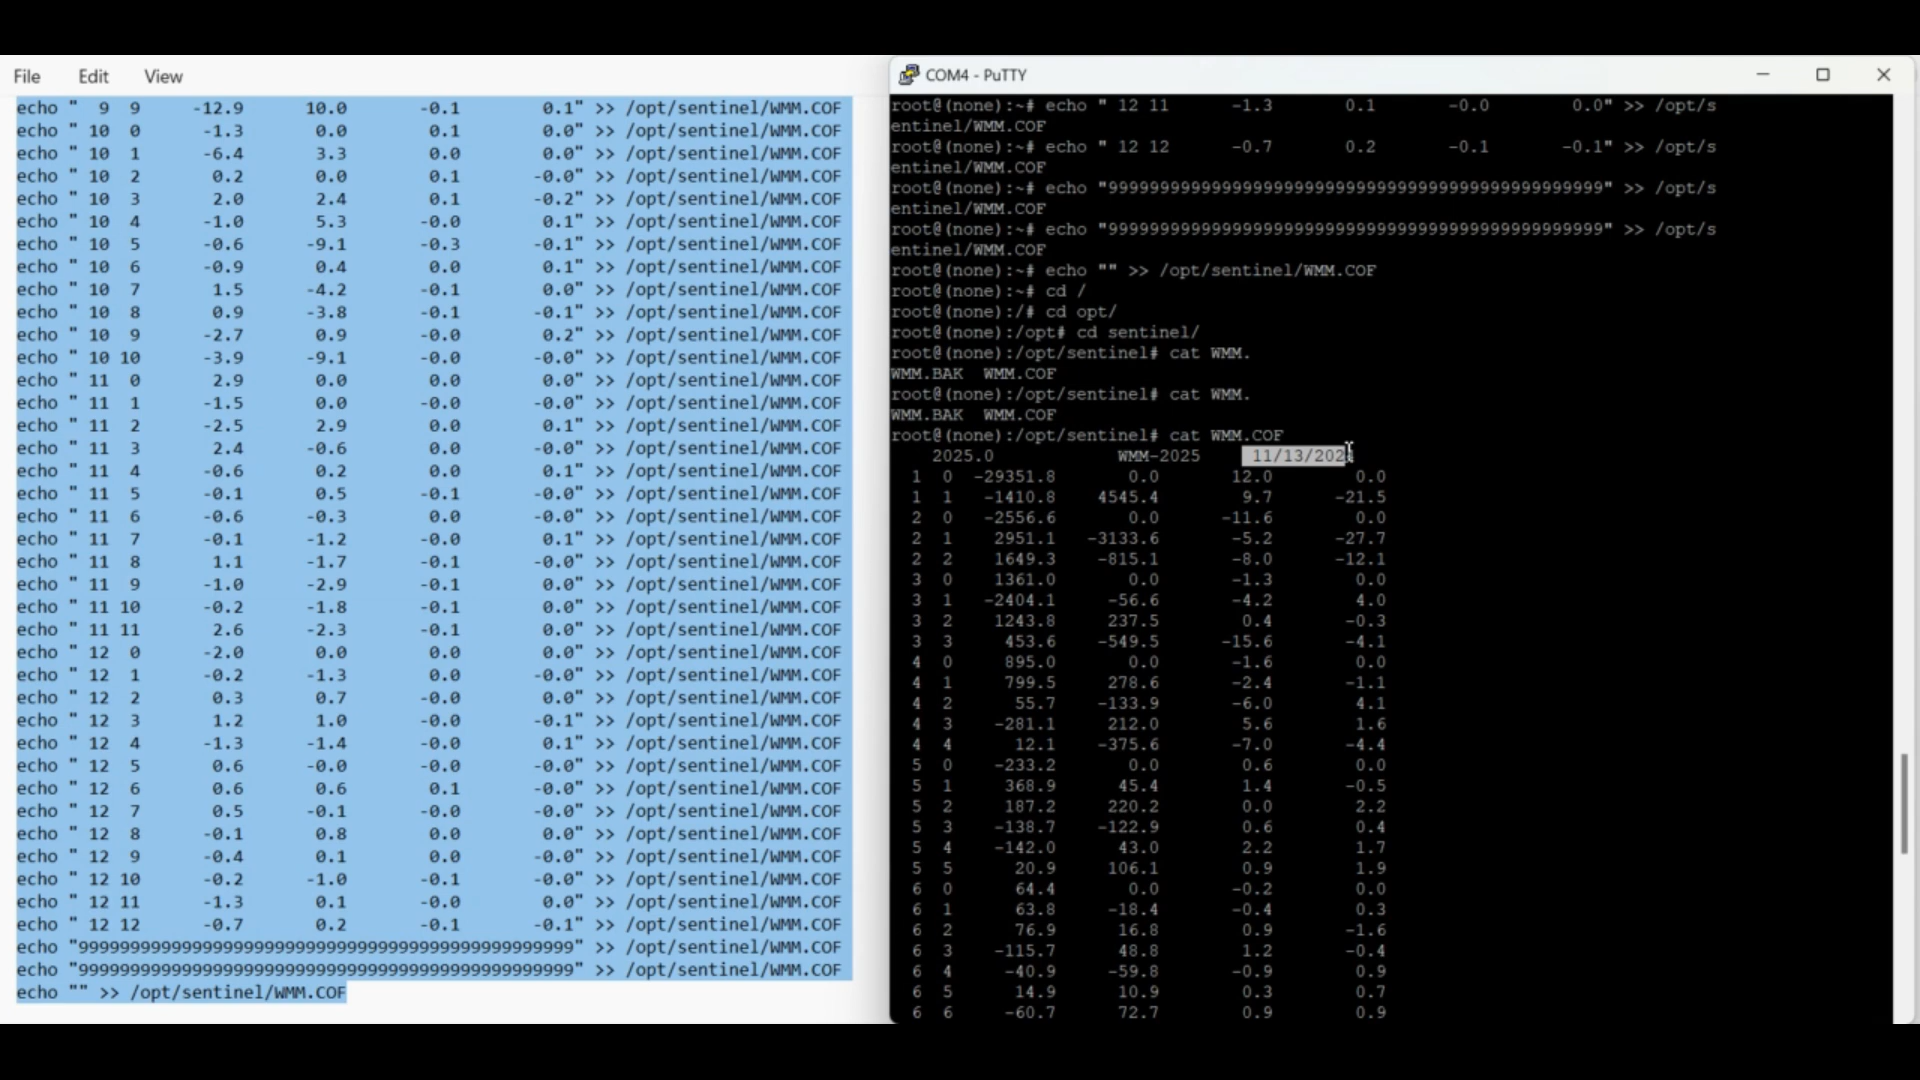 File Edit View
echo "  9  9     -12.9      10.0      -0.1       0.1" >> /opt/sentinel/WMM.COF
echo " 10  0      -1.3       0.0       0.1       0.0" >> /opt/sentinel/WMM.COF
echo " 10  1      -6.4       3.3       0.0       0.0" >> /opt/sentinel/WMM.COF
echo " 10  2       0.2       0.0       0.1      -0.0" >> /opt/sentinel/WMM.COF
echo " 10  3       2.0       2.4       0.1      -0.2" >> /opt/sentinel/WMM.COF
echo " 10  4      -1.0       5.3      -0.0       0.1" >> /opt/sentinel/WMM.COF
echo " 10  5      -0.6      -9.1      -0.3      -0.1" >> /opt/sentinel/WMM.COF
echo " 10  6      -0.9       0.4       0.0       0.1" >> /opt/sentinel/WMM.COF
echo " 10  7       1.5      -4.2      -0.1       0.0" >> /opt/sentinel/WMM.COF
echo " 10  8       0.9      -3.8      -0.1      -0.1" >> /opt/sentinel/WMM.COF
echo " 10  9      -2.7       0.9      -0.0       0.2" >> /opt/sentinel/WMM.COF
echo " 10 10      -3.9      -9.1      -0.0      -0.0" >> /opt/sentinel/WMM.COF
echo " 11  0       2.9       0.0       0.0       0.0" >> /opt/sentinel/WMM.COF
echo " 11  1      -1.5       0.0      -0.0      -0.0" >> /opt/sentinel/WMM.COF
echo " 11  2      -2.5       2.9       0.0       0.1" >> /opt/sentinel/WMM.COF
echo " 11  3       2.4      -0.6       0.0      -0.0" >> /opt/sentinel/WMM.COF
echo " 11  4      -0.6       0.2       0.0       0.1" >> /opt/sentinel/WMM.COF
echo " 11  5      -0.1       0.5      -0.1      -0.0" >> /opt/sentinel/WMM.COF
echo " 11  6      -0.6      -0.3       0.0      -0.0" >> /opt/sentinel/WMM.COF
echo " 11  7      -0.1      -1.2      -0.0       0.1" >> /opt/sentinel/WMM.COF
echo " 11  8       1.1      -1.7      -0.1      -0.0" >> /opt/sentinel/WMM.COF
echo " 11  9      -1.0      -2.9      -0.1       0.0" >> /opt/sentinel/WMM.COF
echo " 11 10      -0.2      -1.8      -0.1       0.0" >> /opt/sentinel/WMM.COF
echo " 11 11       2.6      -2.3      -0.1       0.0" >> /opt/sentinel/WMM.COF
echo " 12  0      -2.0       0.0       0.0       0.0" >> /opt/sentinel/WMM.COF
echo " 12  1      -0.2      -1.3       0.0      -0.0" >> /opt/sentinel/WMM.COF
echo " 12  2       0.3       0.7      -0.0       0.0" >> /opt/sentinel/WMM.COF
echo " 12  3       1.2       1.0      -0.0      -0.1" >> /opt/sentinel/WMM.COF
echo " 12  4      -1.3      -1.4      -0.0       0.1" >> /opt/sentinel/WMM.COF
echo " 12  5       0.6      -0.0      -0.0      -0.0" >> /opt/sentinel/WMM.COF
echo " 12  6       0.6       0.6       0.1      -0.0" >> /opt/sentinel/WMM.COF
echo " 12  7       0.5      -0.1      -0.0      -0.0" >> /opt/sentinel/WMM.COF
echo " 12  8      -0.1       0.8       0.0       0.0" >> /opt/sentinel/WMM.COF
echo " 12  9      -0.4       0.1       0.0      -0.0" >> /opt/sentinel/WMM.COF
echo " 12 10      -0.2      -1.0      -0.1      -0.0" >> /opt/sentinel/WMM.COF
echo " 12 11      -1.3       0.1      -0.0       0.0" >> /opt/sentinel/WMM.COF
echo " 12 12      -0.7       0.2      -0.1      -0.1" >> /opt/sentinel/WMM.COF
echo "999999999999999999999999999999999999999999999999" >> /opt/sentinel/WMM.COF
echo "999999999999999999999999999999999999999999999999" >> /opt/sentinel/WMM.COF
echo "" >> /opt/sentinel/WMM.COF
COM4 - PuTTY
root@(none):~# echo " 12 11      -1.3       0.1       -0.0        0.0" >> /opt/s
entinel/WMM.COF
root@(none):~# echo " 12 12      -0.7       0.2       -0.1       -0.1" >> /opt/s
entinel/WMM.COF
root@(none):~# echo "999999999999999999999999999999999999999999999999" >> /opt/s
entinel/WMM.COF
root@(none):~# echo "999999999999999999999999999999999999999999999999" >> /opt/s
entinel/WMM.COF
root@(none):~# echo "" >> /opt/sentinel/WMM.COF
root@(none):~# cd /
root@(none):/# cd opt/
root@(none):/opt# cd sentinel/
root@(none):/opt/sentinel# cat WMM.
WMM.BAK  WMM.COF
root@(none):/opt/sentinel# cat WMM.
WMM.BAK  WMM.COF
root@(none):/opt/sentinel# cat WMM.COF
    2025.0            WMM-2025     11/13/202
  1  0  -29351.8       0.0       12.0        0.0
  1  1   -1410.8    4545.4        9.7      -21.5
  2  0   -2556.6       0.0      -11.6        0.0
  2  1    2951.1   -3133.6       -5.2      -27.7
  2  2    1649.3    -815.1       -8.0      -12.1
  3  0    1361.0       0.0       -1.3        0.0
  3  1   -2404.1     -56.6       -4.2        4.0
  3  2    1243.8     237.5        0.4       -0.3
  3  3     453.6    -549.5      -15.6       -4.1
  4  0     895.0       0.0       -1.6        0.0
  4  1     799.5     278.6       -2.4       -1.1
  4  2      55.7    -133.9       -6.0        4.1
  4  3    -281.1     212.0        5.6        1.6
  4  4      12.1    -375.6       -7.0       -4.4
  5  0    -233.2       0.0        0.6        0.0
  5  1     368.9      45.4        1.4       -0.5
  5  2     187.2     220.2        0.0        2.2
  5  3    -138.7    -122.9        0.6        0.4
  5  4    -142.0      43.0        2.2        1.7
  5  5      20.9     106.1        0.9        1.9
  6  0      64.4       0.0       -0.2        0.0
  6  1      63.8     -18.4       -0.4        0.3
  6  2      76.9      16.8        0.9       -1.6
  6  3    -115.7      48.8        1.2       -0.4
  6  4     -40.9     -59.8       -0.9        0.9
  6  5      14.9      10.9        0.3        0.7
  6  6     -60.7      72.7        0.9        0.9